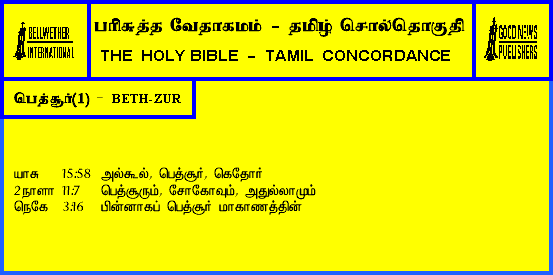 BELLWETHER
INTERNATIONAL
பரிசுத்த வேதாகமம் - தமிழ் சொல்தொகுதி
THE HOLY BIBLE - TAMIL CONCORDANCE
GOOD NEWS
PUBLISHERS
பெத்சூர்(1) - BETH-ZUR
யாசு 15:58 அல்கூல், பெத்சூர், கெதோர்
2நாளா 11:7 பெத்சூரும், சோகோவும், அதுல்லாமும்
நெகே 3:16 பின்னாகப் பெத்சூர் மாகாணத்தின்